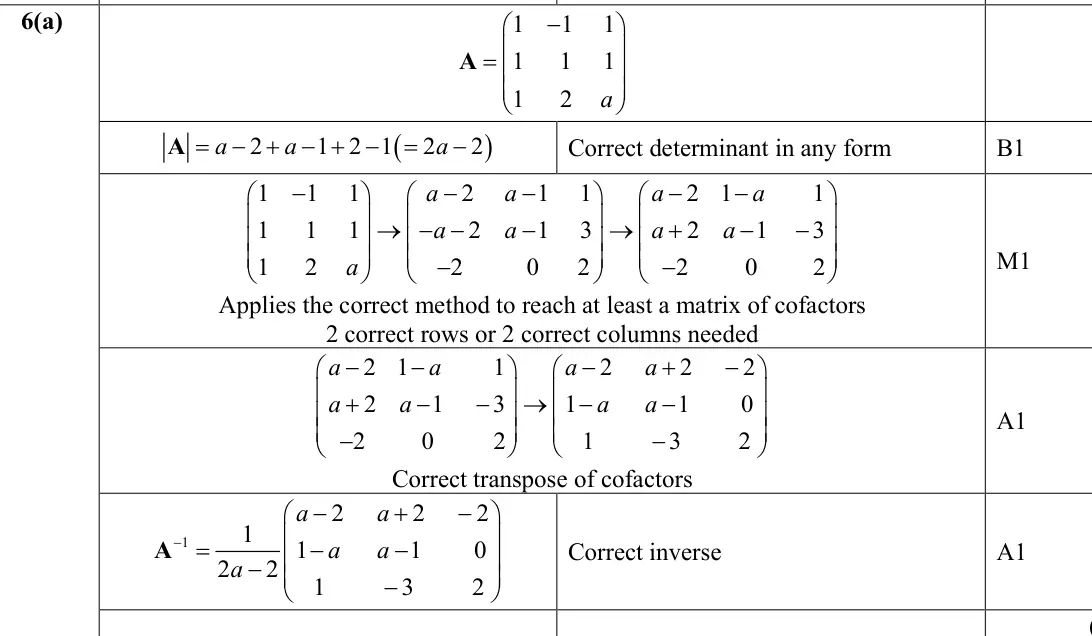 6(a)
A = ( 1 −1 1
1 1 1
1 2 a )
|A| = a − 2 + a − 1 + 2 − 1 (= 2a − 2) Correct determinant in any form B1
( 1 −1 1 ) → ( a − 2 a − 1 1 ) → ( a − 2 1 − a 1 )
( 1 1 1 ) → ( −a − 2 a − 1 3 ) → ( a + 2 a − 1 −3 )
( 1 2 a ) → ( −2 0 2 ) → ( −2 0 2 )
M1
Applies the correct method to reach at least a matrix of cofactors
2 correct rows or 2 correct columns needed
( a − 2 1 − a 1 ) → ( a − 2 a + 2 −2 )
( a + 2 a − 1 −3 ) → ( 1 − a a − 1 0 )
( −2 0 2 ) → ( 1 −3 2 )
A1
Correct transpose of cofactors
A⁻¹ = 1/(2a − 2) ( a − 2 a + 2 −2
1 − a a − 1 0
1 −3 2 ) Correct inverse A1